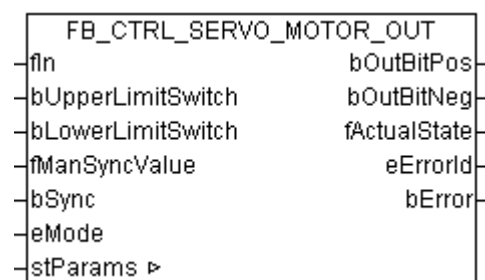 FB_CTRL_SERVO_MOTOR_OUT
fIn bOutBitPos
bUpperLimitSwitch bOutBitNeg
bLowerLimitSwitch fActualState
fManSyncValue eErrorId
bSync bError
eMode
stParams ▹